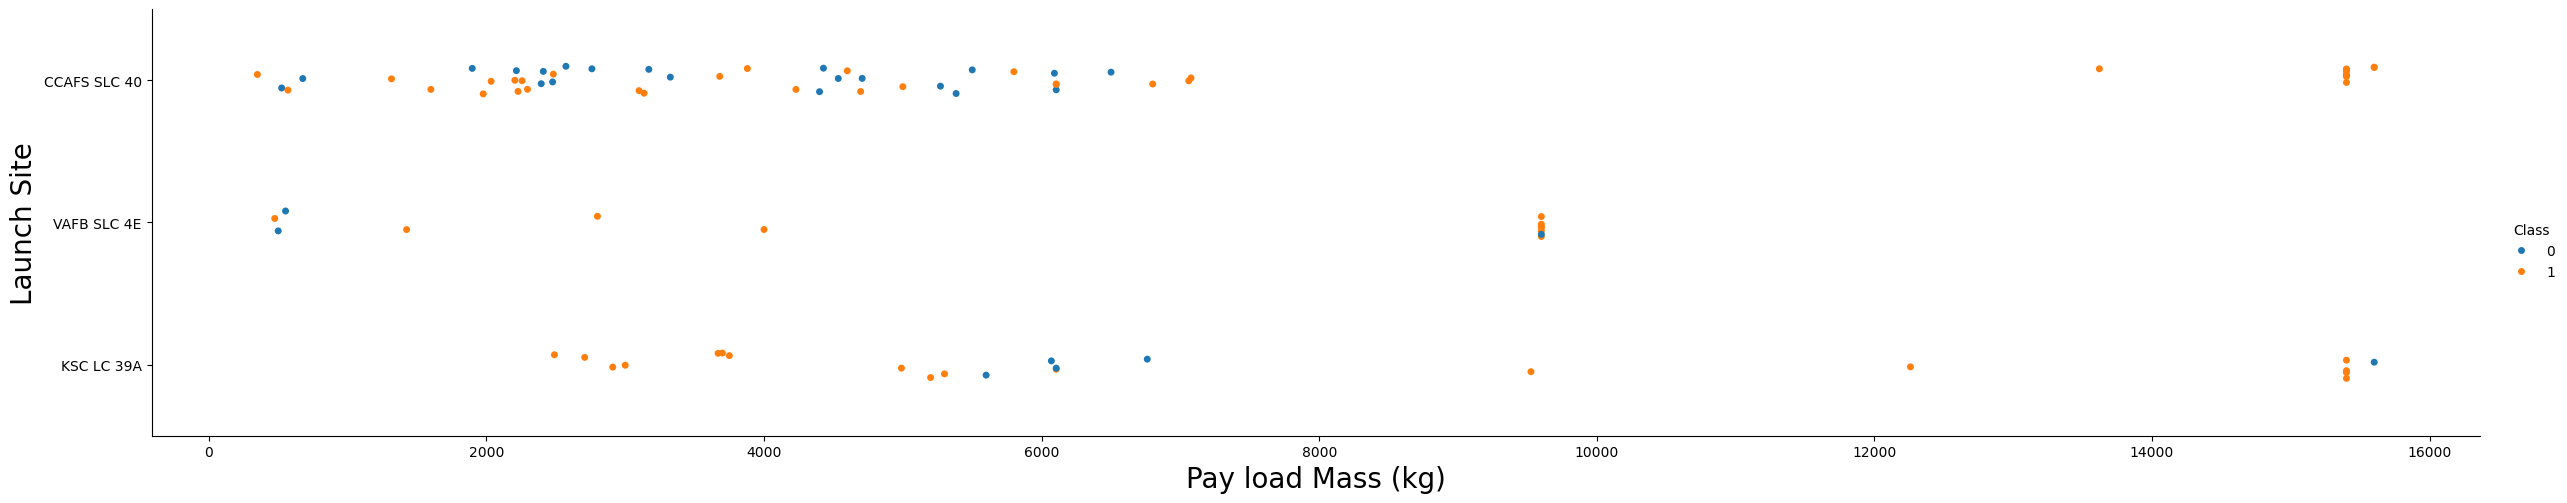 Launch Site
CCAFS SLC 40
VAFB SLC 4E
KSC LC 39A
0 2000 4000 6000 8000 10000 12000 14000 16000
Pay load Mass (kg)
Class
0
1